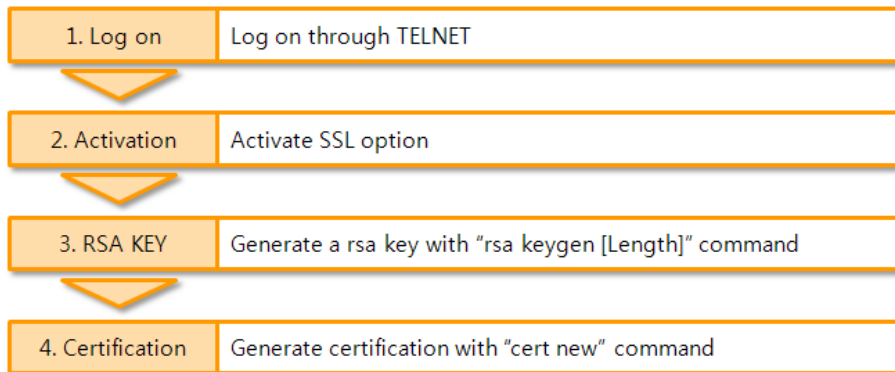 1. Log on Log on through TELNET
2. Activation Activate SSL option
3. RSA KEY Generate a rsa key with “rsa keygen [Length]” command
4. Certification Generate certification with “cert new” command